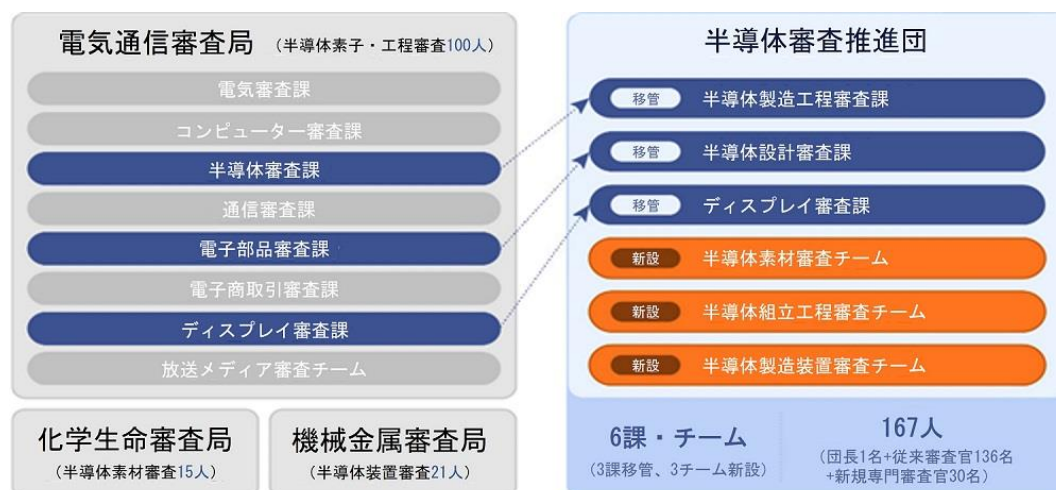 電気通信審査局 (半導体素子・工程審査100人)
電気審査課
コンピューター審査課
半導体審査課
通信審査課
電子部品審査課
電子商取引審査課
ディスプレイ審査課
放送メディア審査チーム
化学生命審査局
(半導体素材審査15人)
機械金属審査局
(半導体装置審査21人)
半導体審査推進団
移管 半導体製造工程審査課
移管 半導体設計審査課
移管 ディスプレイ審査課
新設 半導体素材審査チーム
新設 半導体組立工程審査チーム
新設 半導体製造装置審査チーム
6課・チーム
(3課移管、3チーム新設)
167人
(団長1名+従来審査官136名
+新規専門審査官30名)